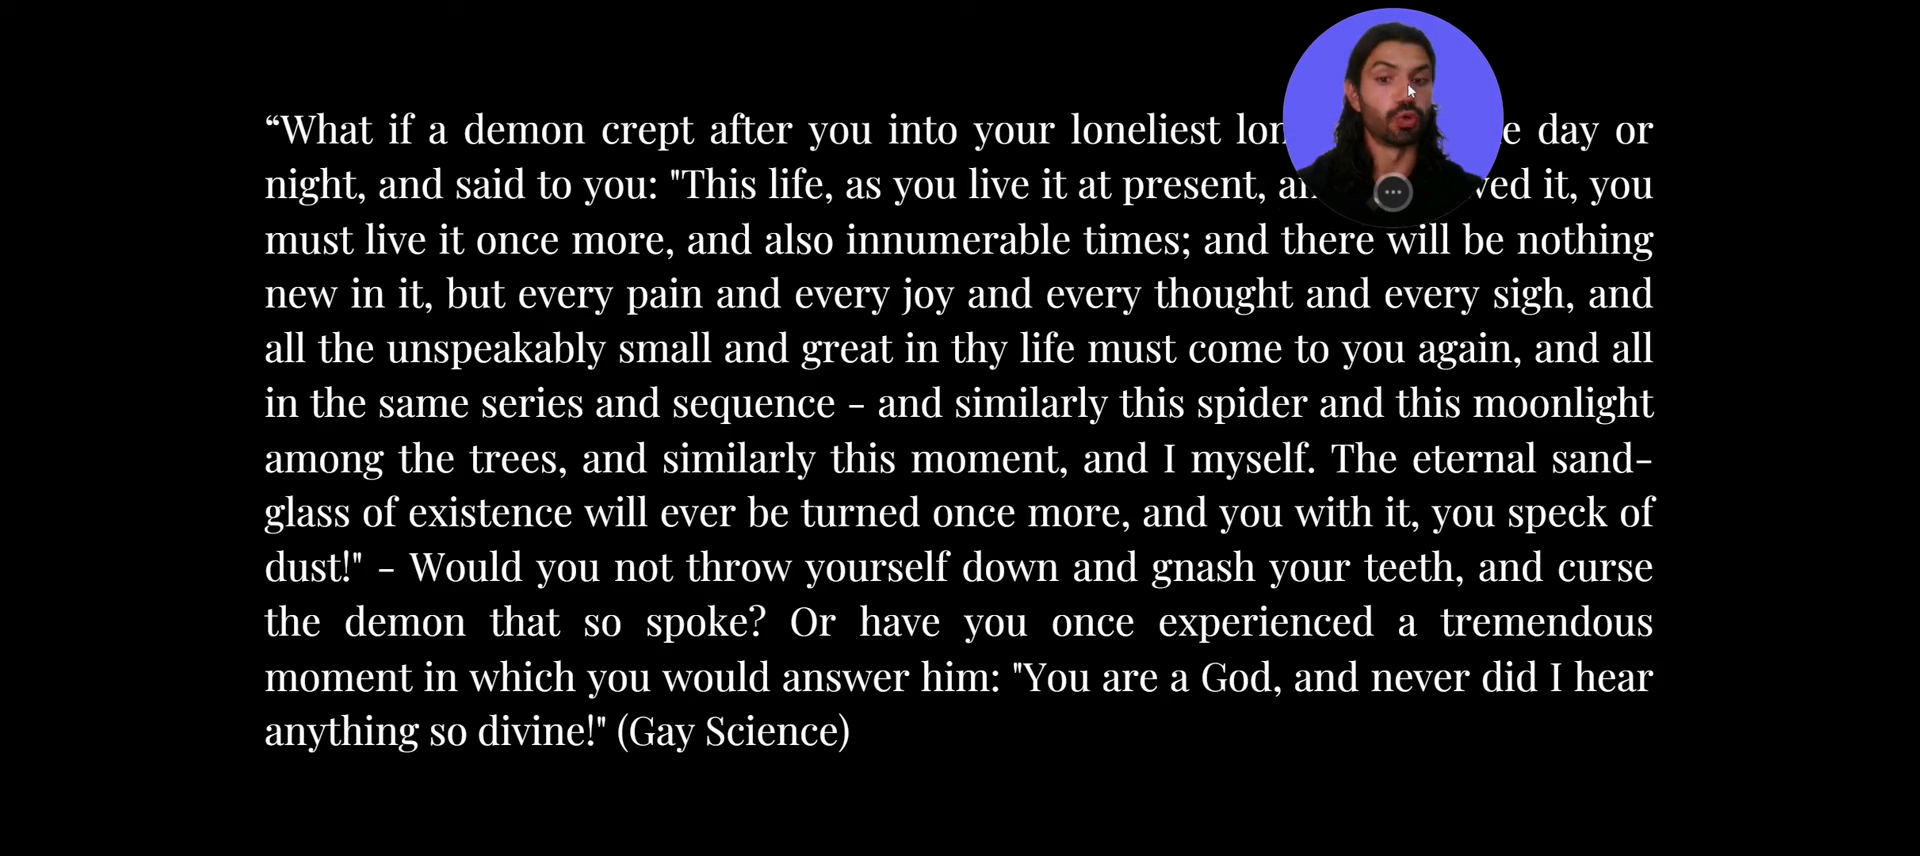 “What if a demon crept after you into your loneliest day or
night, and said to you: "This life, as you live it at present, it, you
must live it once more, and also innumerable times; and there will be nothing
new in it, but every pain and every joy and every thought and every sigh, and
all the unspeakably small and great in thy life must come to you again, and all
in the same series and sequence - and similarly this spider and this moonlight
among the trees, and similarly this moment, and I myself. The eternal sand-
glass of existence will ever be turned once more, and you with it, you speck of
dust!" - Would you not throw yourself down and gnash your teeth, and curse
the demon that so spoke? Or have you once experienced a tremendous
moment in which you would answer him: "You are a God, and never did I hear
anything so divine!" (Gay Science)